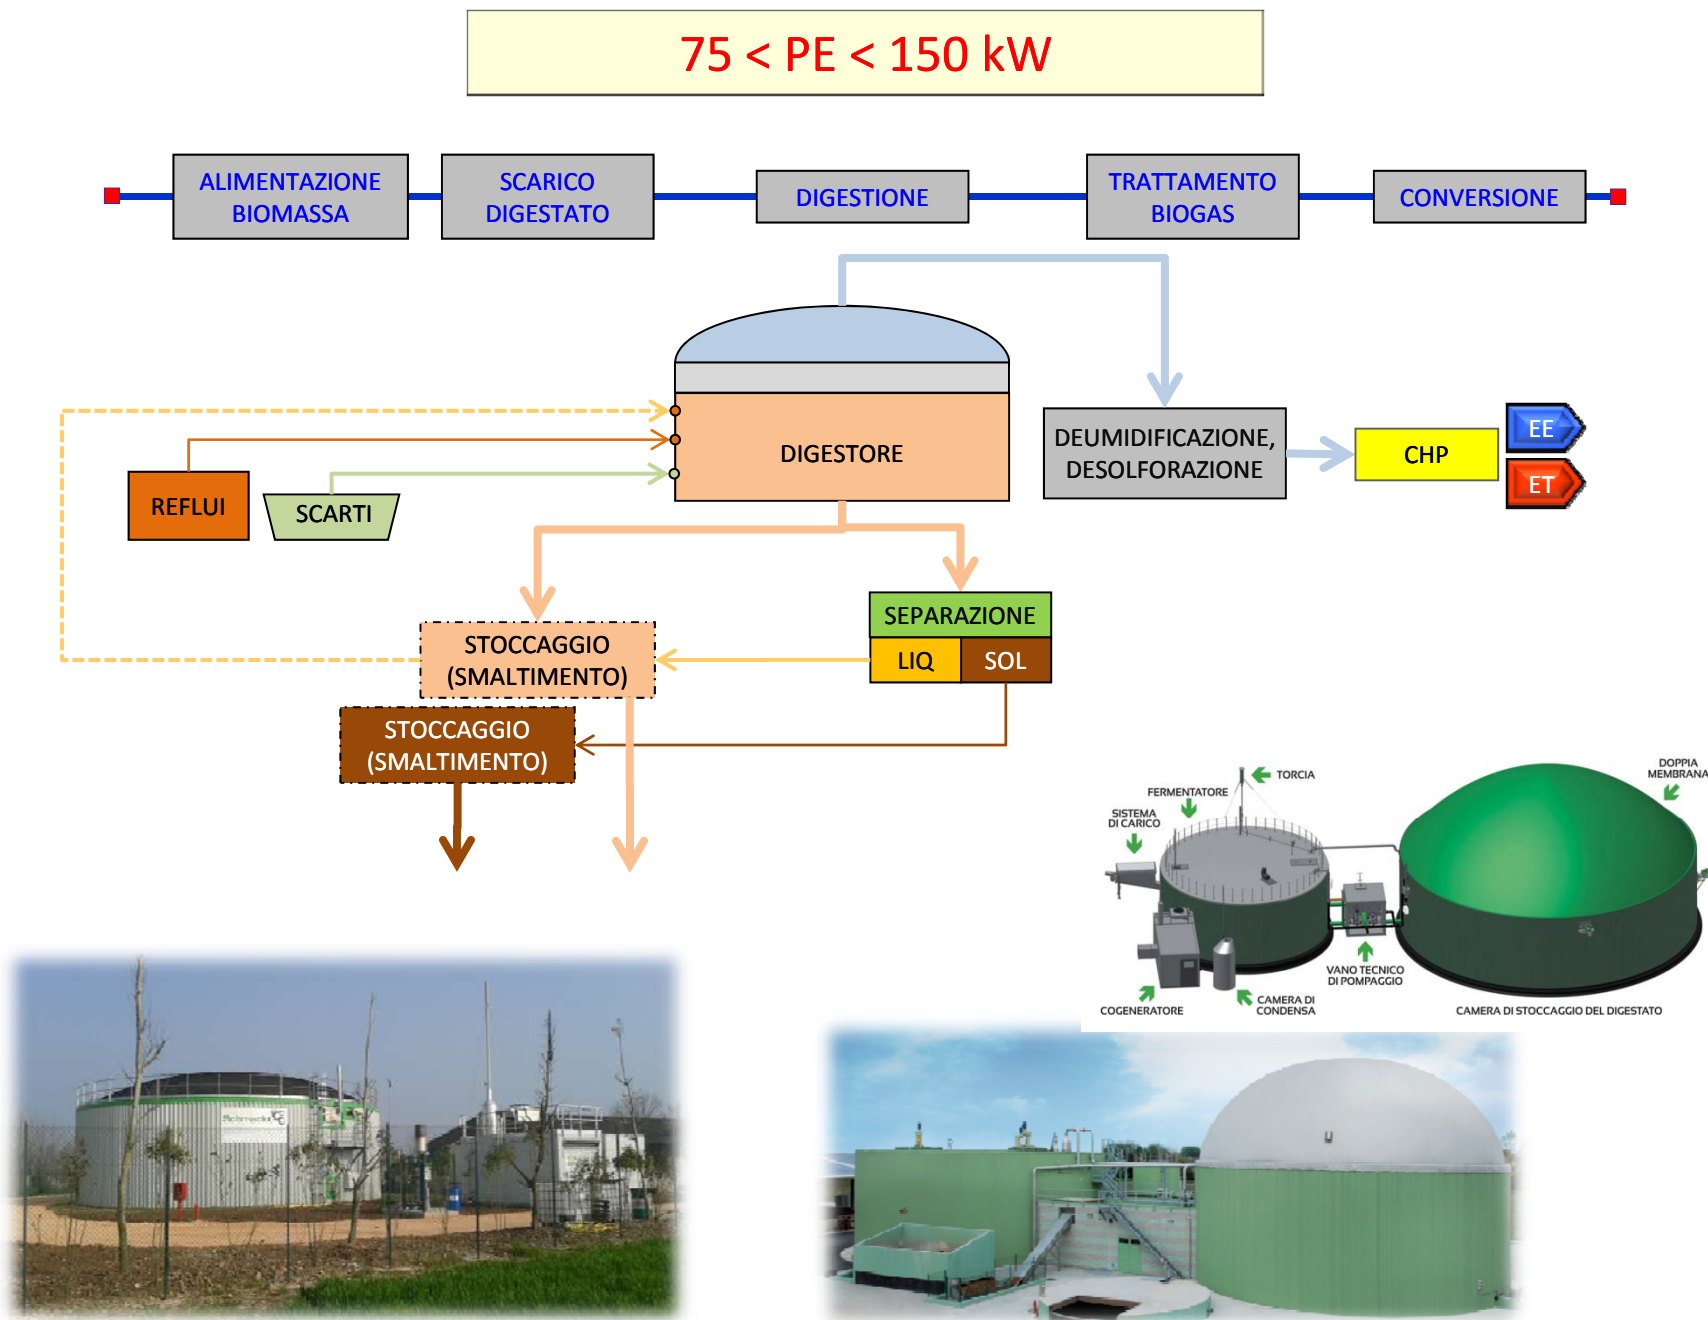 75 < PE < 150 kW
ALIMENTAZIONE
BIOMASSA
SCARICO
DIGESTATO
DIGESTIONE
TRATTAMENTO
BIOGAS
CONVERSIONE
DIGESTORE
DEUMIDIFICAZIONE,
DESOLFORAZIONE
CHP
EE
ET
REFLUI
SCARTI
SEPARAZIONE
LIQ
SOL
STOCCAGGIO
(SMALTIMENTO)
STOCCAGGIO
(SMALTIMENTO)
TORCIA
FERMENTATORE
SISTEMA
DI CARICO
DOPPIA
MEMBRANA
VANO TECNICO
DI POMPAGGIO
COGENERATORE
CAMERA DI
CONDENSA
CAMERA DI STOCCAGGIO DEL DIGESTATO